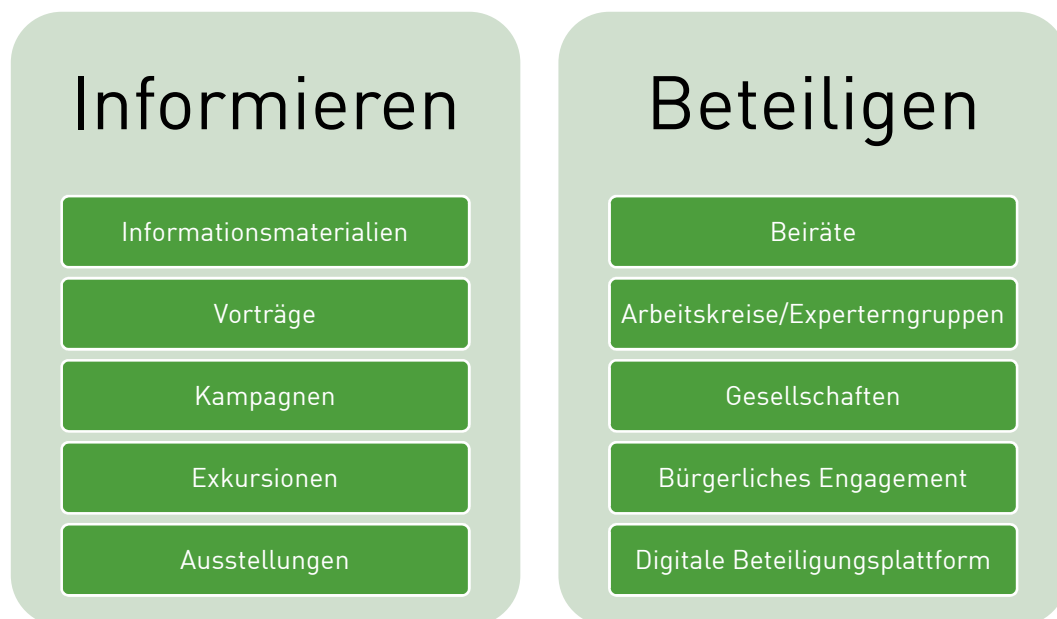 Informieren
Informationsmaterialien
Vorträge
Kampagnen
Exkursionen
Ausstellungen
Beteiligen
Beiräte
Arbeitskreise/Experterngruppen
Gesellschaften
Bürgerliches Engagement
Digitale Beteiligungsplattform